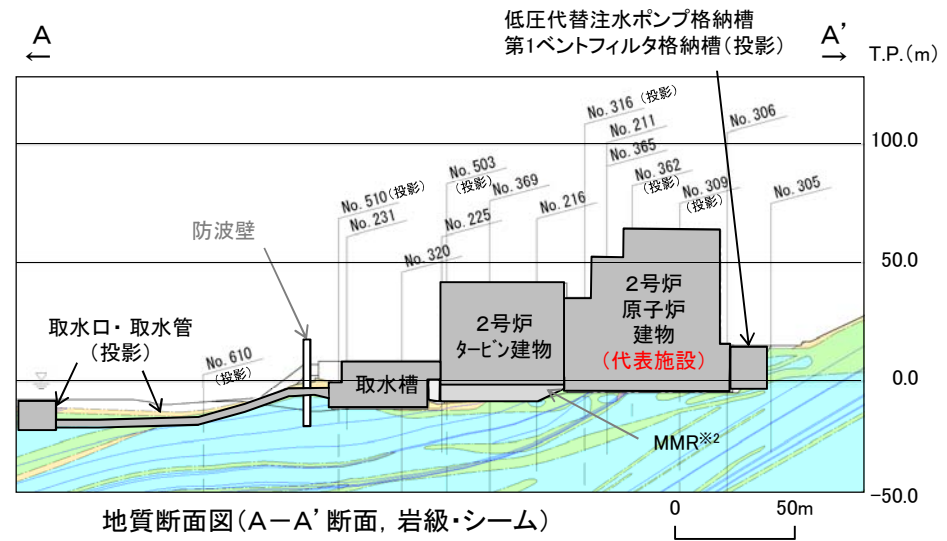 低圧代替注水ポンプ格納槽
第1ベントフィルタ格納槽(投影)
A
A’
T.P.(m)
No. 316 (投影)
No. 211
No. 306
No. 365
100.0
No. 503
(投影)
No. 362
(投影)
No. 510(投影)
No. 369
No. 309
(投影)
No. 305
No. 231
No. 225
No. 216
防波壁
No. 320
50.0
2号炉
原子炉
建物
(代表施設)
2号炉
タービン建物
取水口・取水管
(投影)
No. 610
(投影)
取水槽
0.0
MMR※2
-50.0
地質断面図(A-A’断面, 岩級・シーム)
0
50m